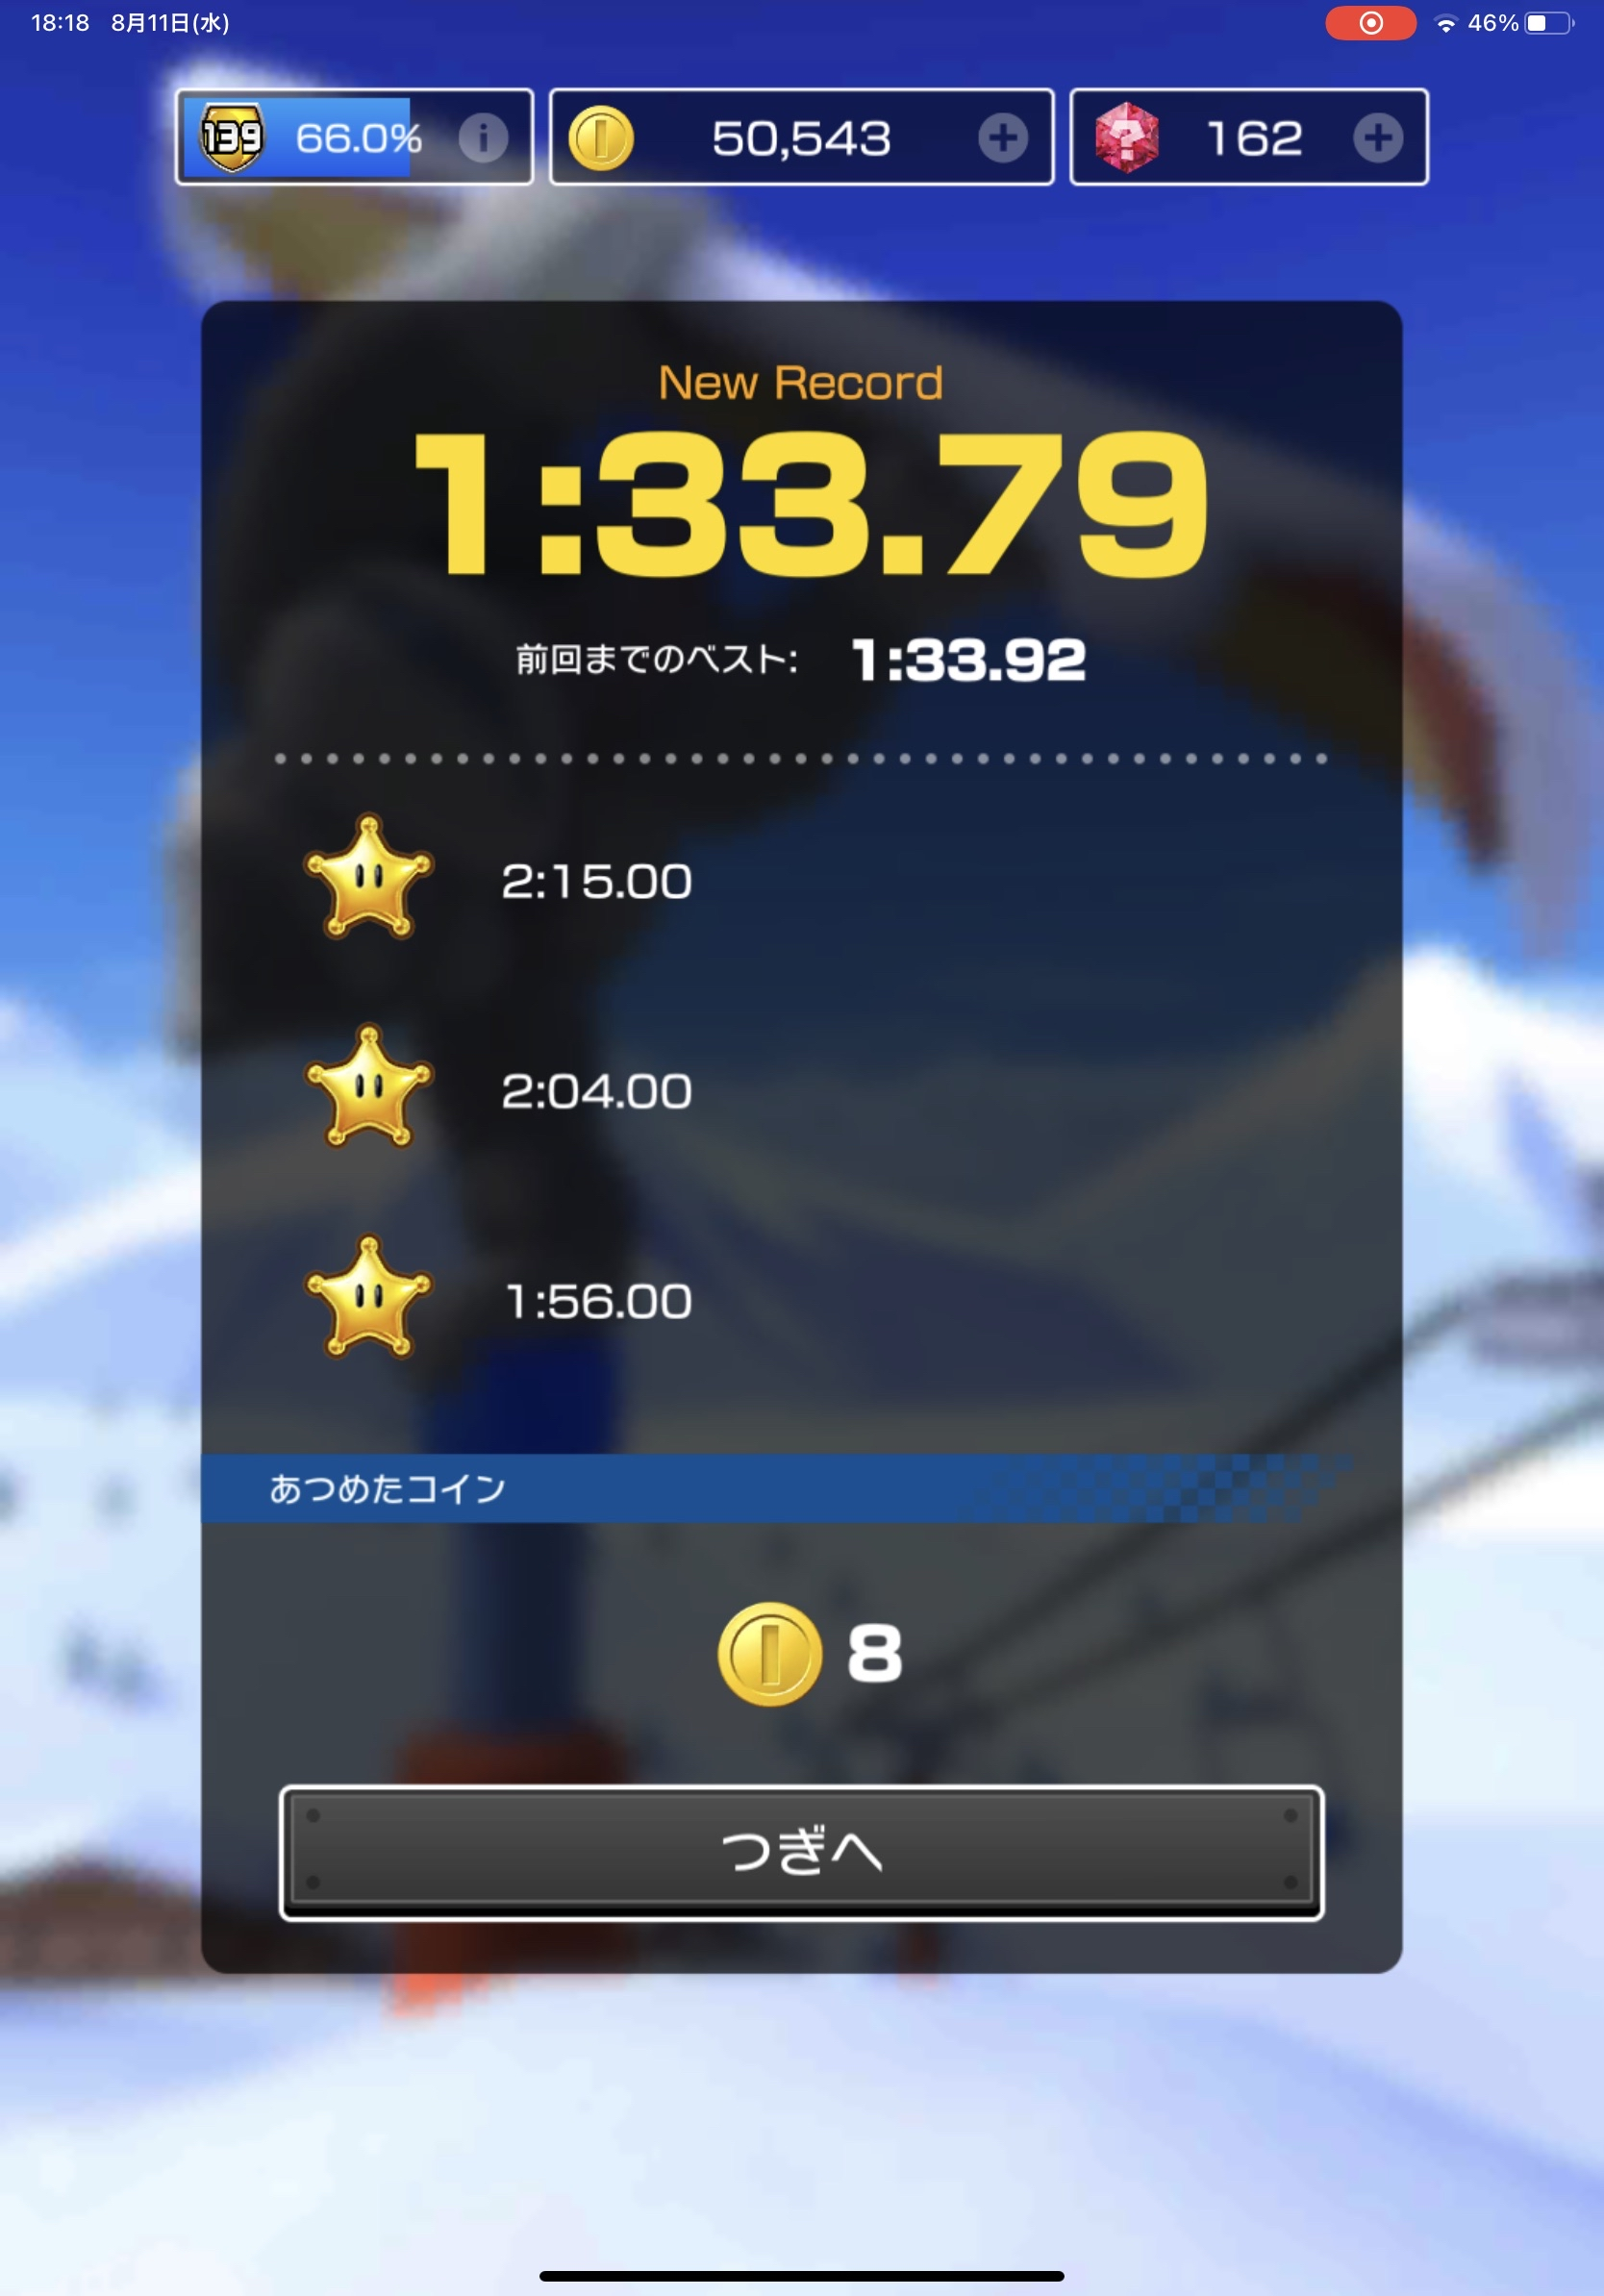 18:18 8月11日(水) 46%
139 66.0% i 50,543 + ? 162 +
New Record
1:33.79
前回までのベスト: 1:33.92
2:15.00
2:04.00
1:56.00
あつめたコイン
8
つぎへ